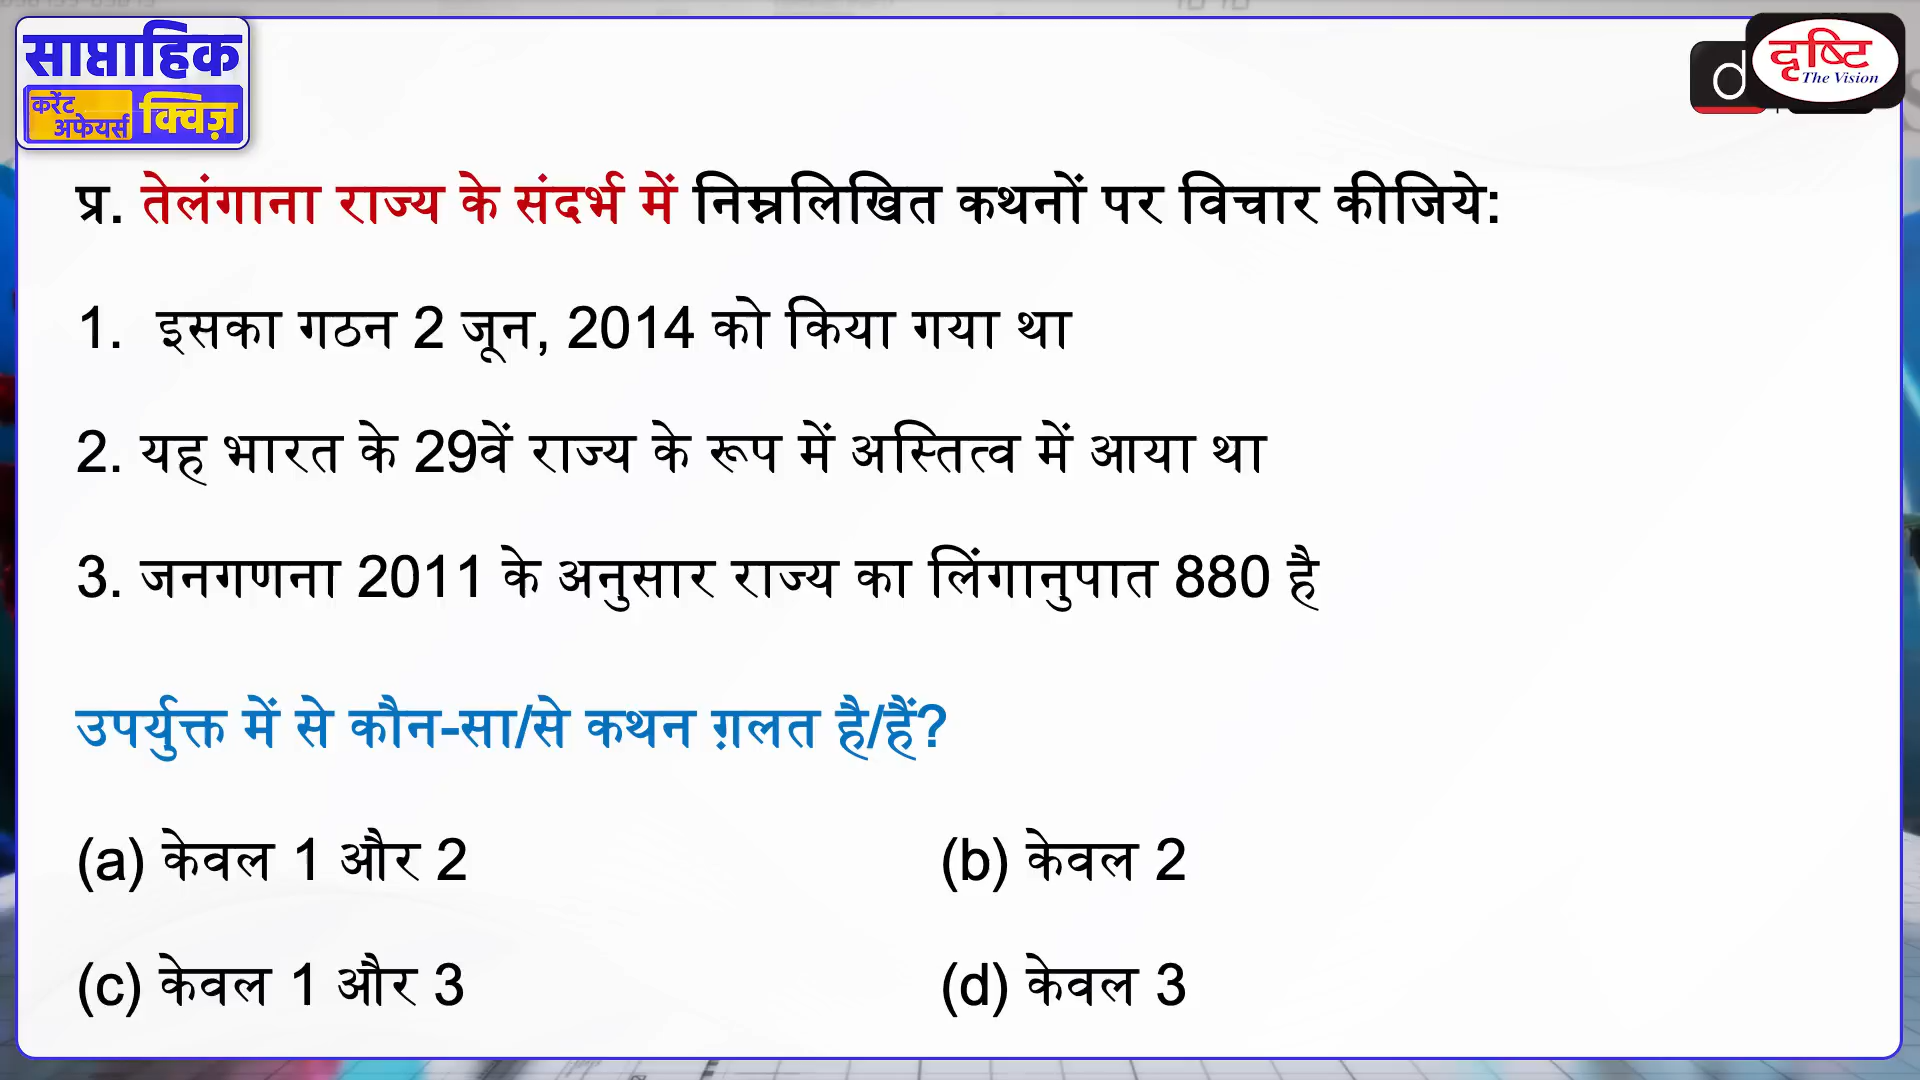 साप्ताहिक
करेंट
अफेयर्स
क्विज़
d
दृष्टि
The Vision
प्र. तेलंगाना राज्य के संदर्भ में निम्नलिखित कथनों पर विचार कीजिये:
1. इसका गठन 2 जून, 2014 को किया गया था
2. यह भारत के 29वें राज्य के रूप में अस्तित्व में आया था
3. जनगणना 2011 के अनुसार राज्य का लिंगानुपात 880 है
उपर्युक्त में से कौन-सा/से कथन ग़लत है/हैं?
(a) केवल 1 और 2
(b) केवल 2
(c) केवल 1 और 3
(d) केवल 3